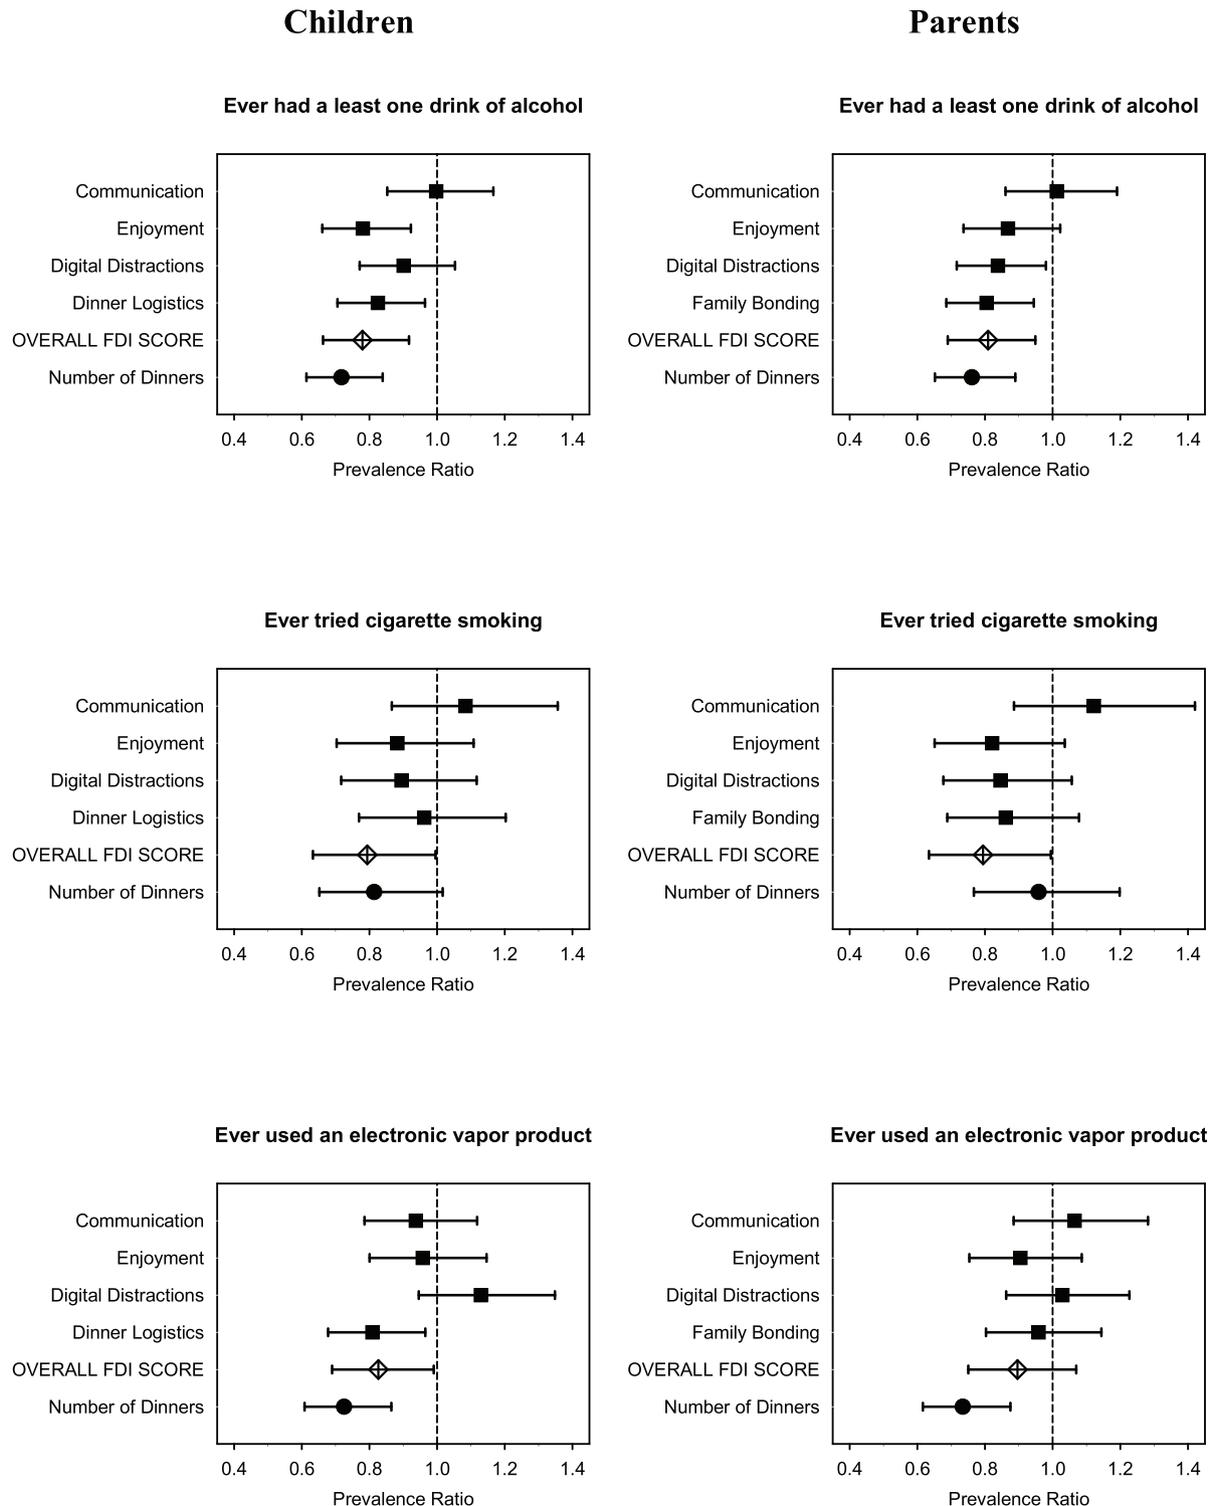 Children
Parents
Ever had a least one drink of alcohol
Communication
Enjoyment
Digital Distractions
Dinner Logistics
OVERALL FDI SCORE
Number of Dinners
0.4 0.6 0.8 1.0 1.2 1.4
Prevalence Ratio
Ever had a least one drink of alcohol
Communication
Enjoyment
Digital Distractions
Family Bonding
OVERALL FDI SCORE
Number of Dinners
0.4 0.6 0.8 1.0 1.2 1.4
Prevalence Ratio
Ever tried cigarette smoking
Communication
Enjoyment
Digital Distractions
Dinner Logistics
OVERALL FDI SCORE
Number of Dinners
0.4 0.6 0.8 1.0 1.2 1.4
Prevalence Ratio
Ever tried cigarette smoking
Communication
Enjoyment
Digital Distractions
Family Bonding
OVERALL FDI SCORE
Number of Dinners
0.4 0.6 0.8 1.0 1.2 1.4
Prevalence Ratio
Ever used an electronic vapor product
Communication
Enjoyment
Digital Distractions
Dinner Logistics
OVERALL FDI SCORE
Number of Dinners
0.4 0.6 0.8 1.0 1.2 1.4
Prevalence Ratio
Ever used an electronic vapor product
Communication
Enjoyment
Digital Distractions
Family Bonding
OVERALL FDI SCORE
Number of Dinners
0.4 0.6 0.8 1.0 1.2 1.4
Prevalence Ratio